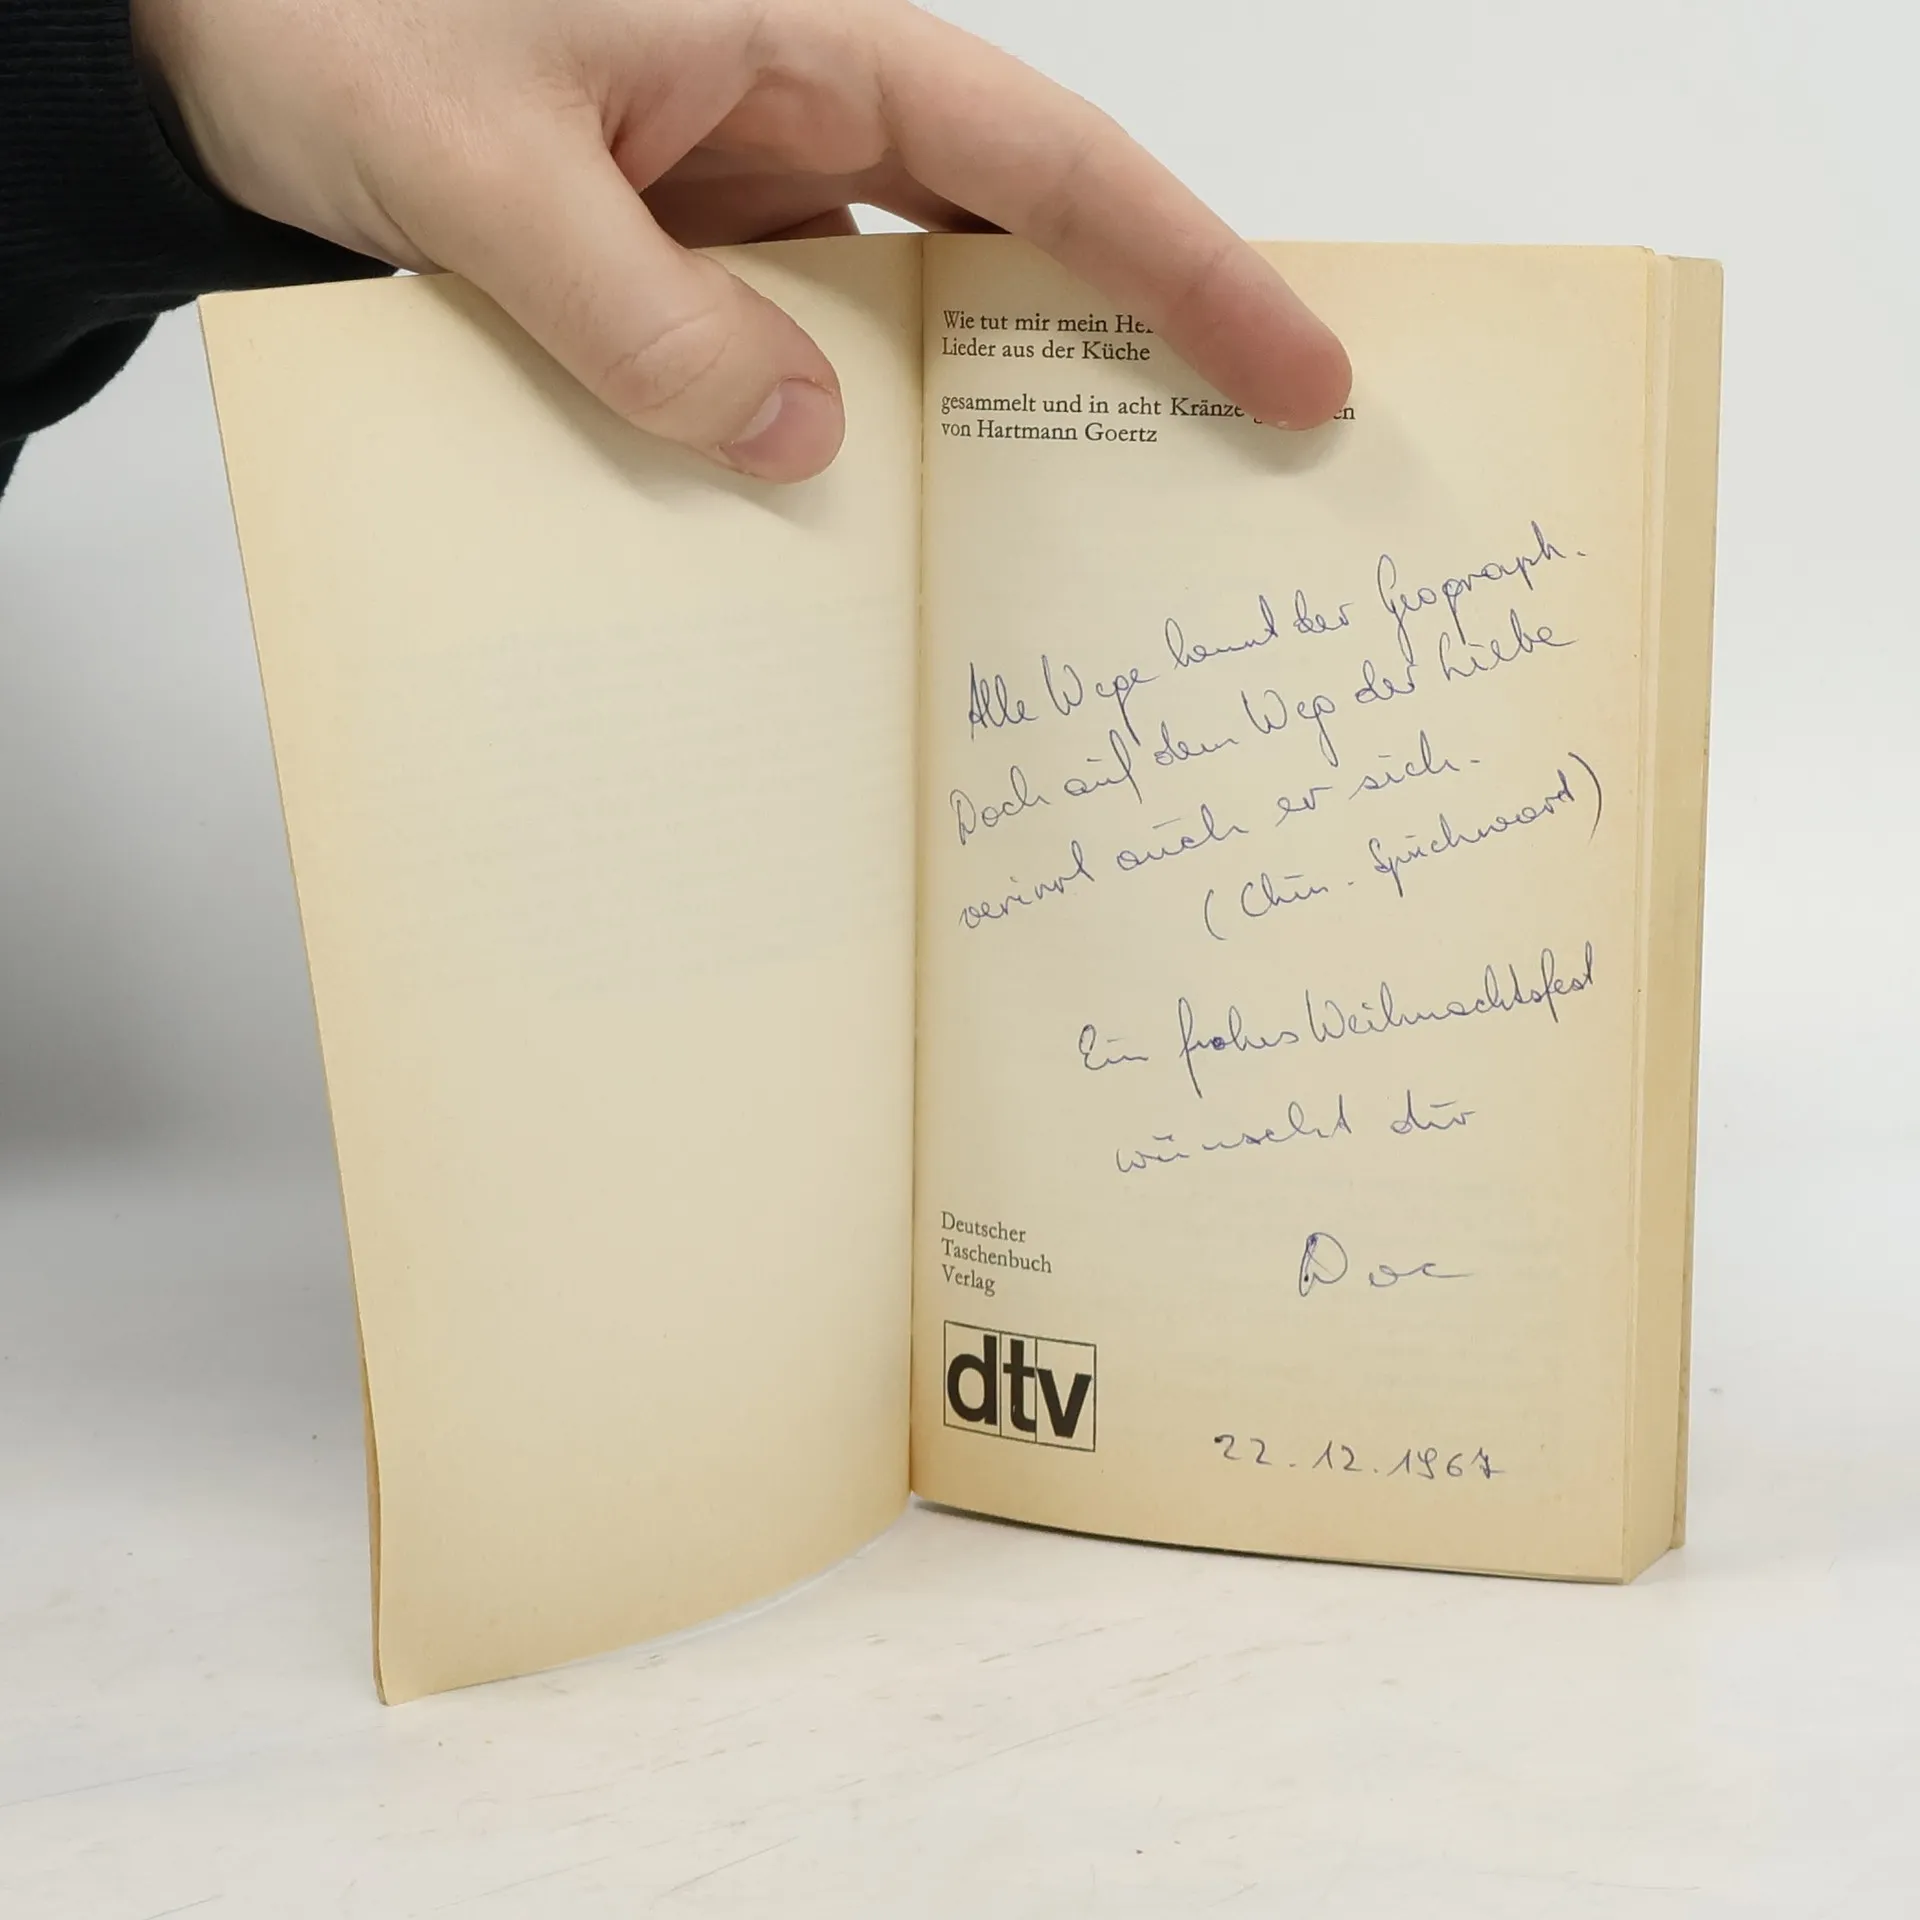 Wie tut mir mein
Lieder aus der Küche
gesammelt und in acht Kränze
von Hartmann Goertz
Alle Wege kennt der Geograph.
Doch auf dem Weg der Liebe
verirrt auch er sich.
(Chin. Sprichwort)
Ein frohes Weihnachtsfest
wünscht dir
Doc
Deutscher
Taschenbuch
Verlag
dtv
22.12.1967